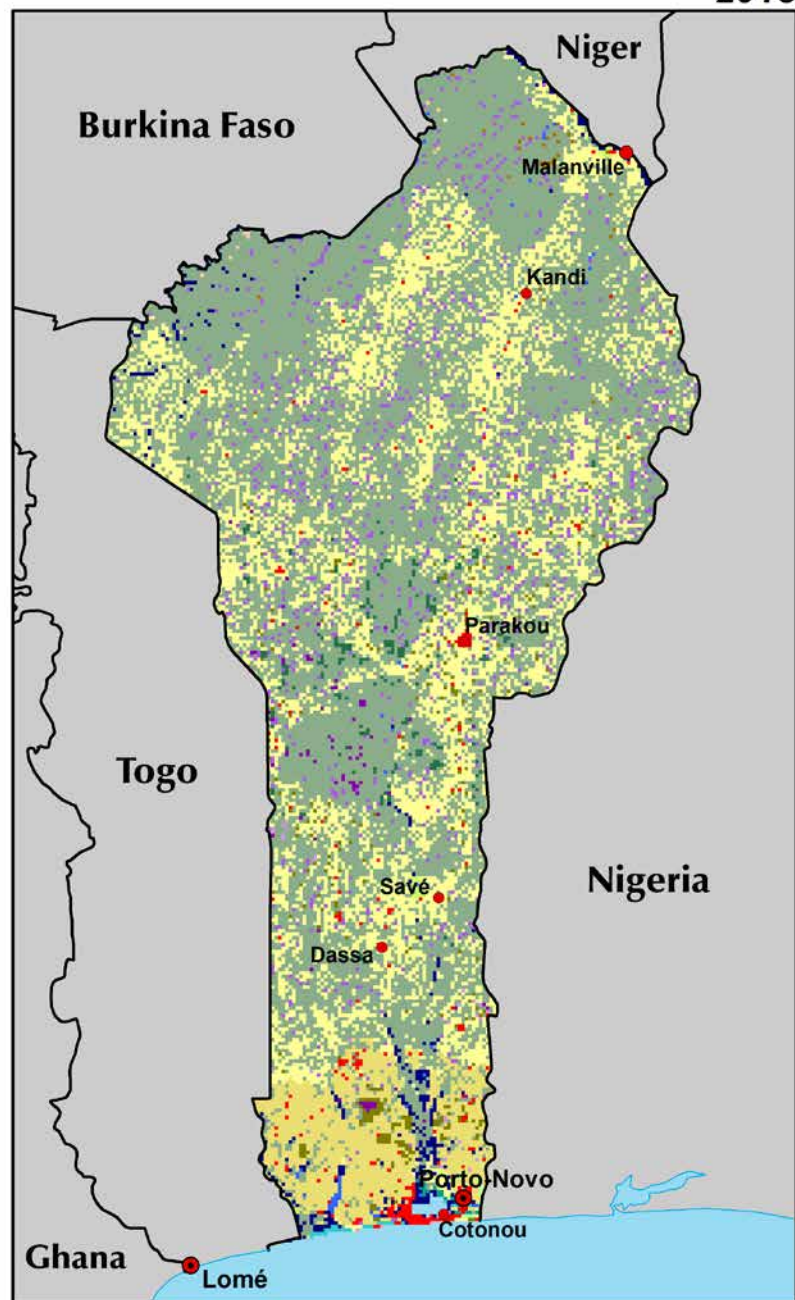 Niger
Burkina Faso
Malanville
Kandi
Parakou
Togo
Nigeria
Savé
Dassa
Porto-Novo
Cotonou
Ghana
Lomé